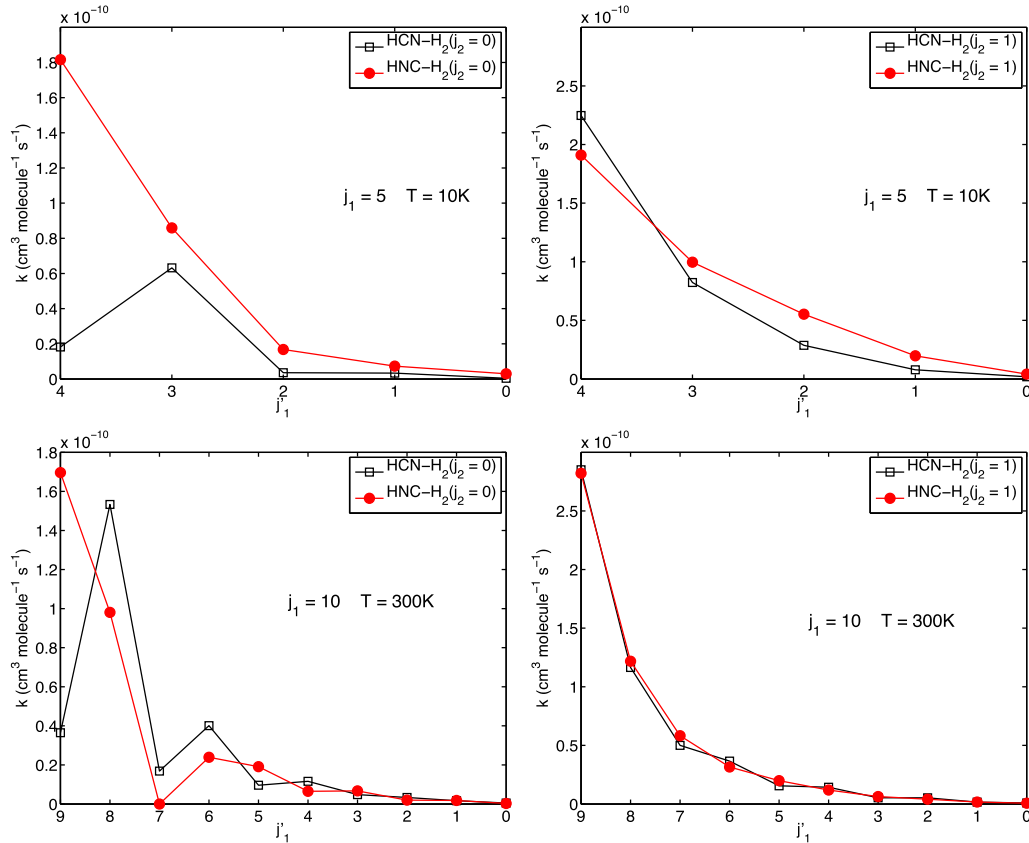 x 10⁻¹⁰
HCN−H₂(j₂ = 0)
HNC−H₂(j₂ = 0)
j₁ = 5 T = 10K
k (cm³ molecule⁻¹ s⁻¹)
1.8
1.6
1.4
1.2
1
0.8
0.6
0.4
0.2
0
4 3 2 1 0
j'₁
x 10⁻¹⁰
HCN−H₂(j₂ = 1)
HNC−H₂(j₂ = 1)
j₁ = 5 T = 10K
k (cm³ molecule⁻¹ s⁻¹)
2.5
2
1.5
1
0.5
0
4 3 2 1 0
j'₁
x 10⁻¹⁰
HCN−H₂(j₂ = 0)
HNC−H₂(j₂ = 0)
j₁ = 10 T = 300K
k (cm³ molecule⁻¹ s⁻¹)
1.8
1.6
1.4
1.2
1
0.8
0.6
0.4
0.2
0
9 8 7 6 5 4 3 2 1 0
j'₁
x 10⁻¹⁰
HCN−H₂(j₂ = 1)
HNC−H₂(j₂ = 1)
j₁ = 10 T = 300K
k (cm³ molecule⁻¹ s⁻¹)
2.5
2
1.5
1
0.5
0
9 8 7 6 5 4 3 2 1 0
j'₁